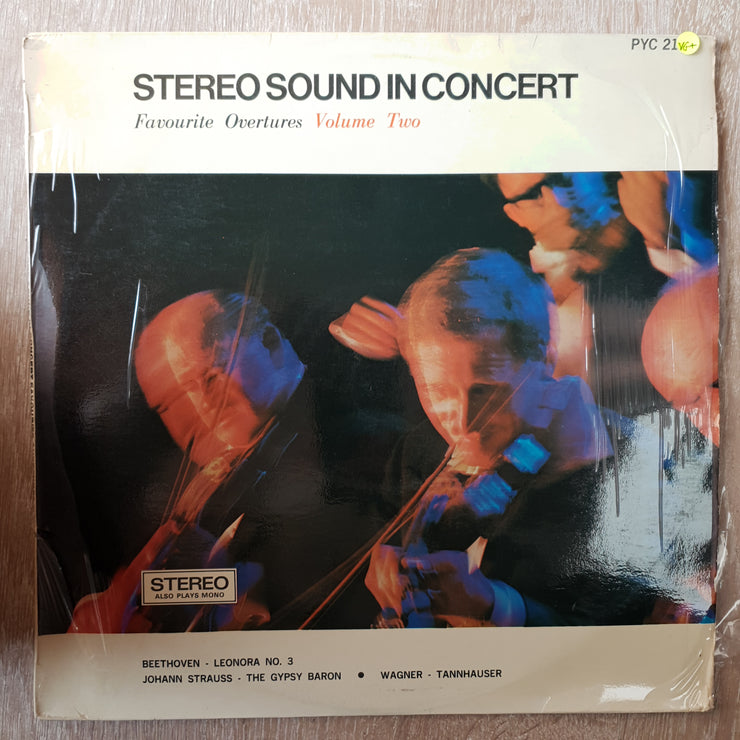 PYC 21
VG+
STEREO SOUND IN CONCERT
Favourite Overtures Volume Two
STEREO
ALSO PLAYS MONO
BEETHOVEN - LEONORA NO. 3
JOHANN STRAUSS - THE GYPSY BARON • WAGNER - TANNHAUSER